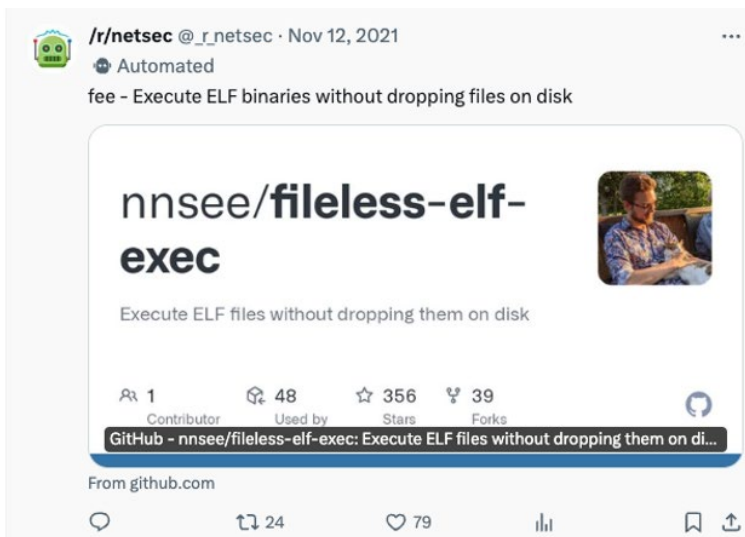 /r/netsec @_r_netsec · Nov 12, 2021
Automated
fee - Execute ELF binaries without dropping files on disk
nnsee/fileless-elf-
exec
Execute ELF files without dropping them on disk
1 48 356 39
Contributor Used by Stars Forks
GitHub - nnsee/fileless-elf-exec: Execute ELF files without dropping them on di...
From github.com
24 79